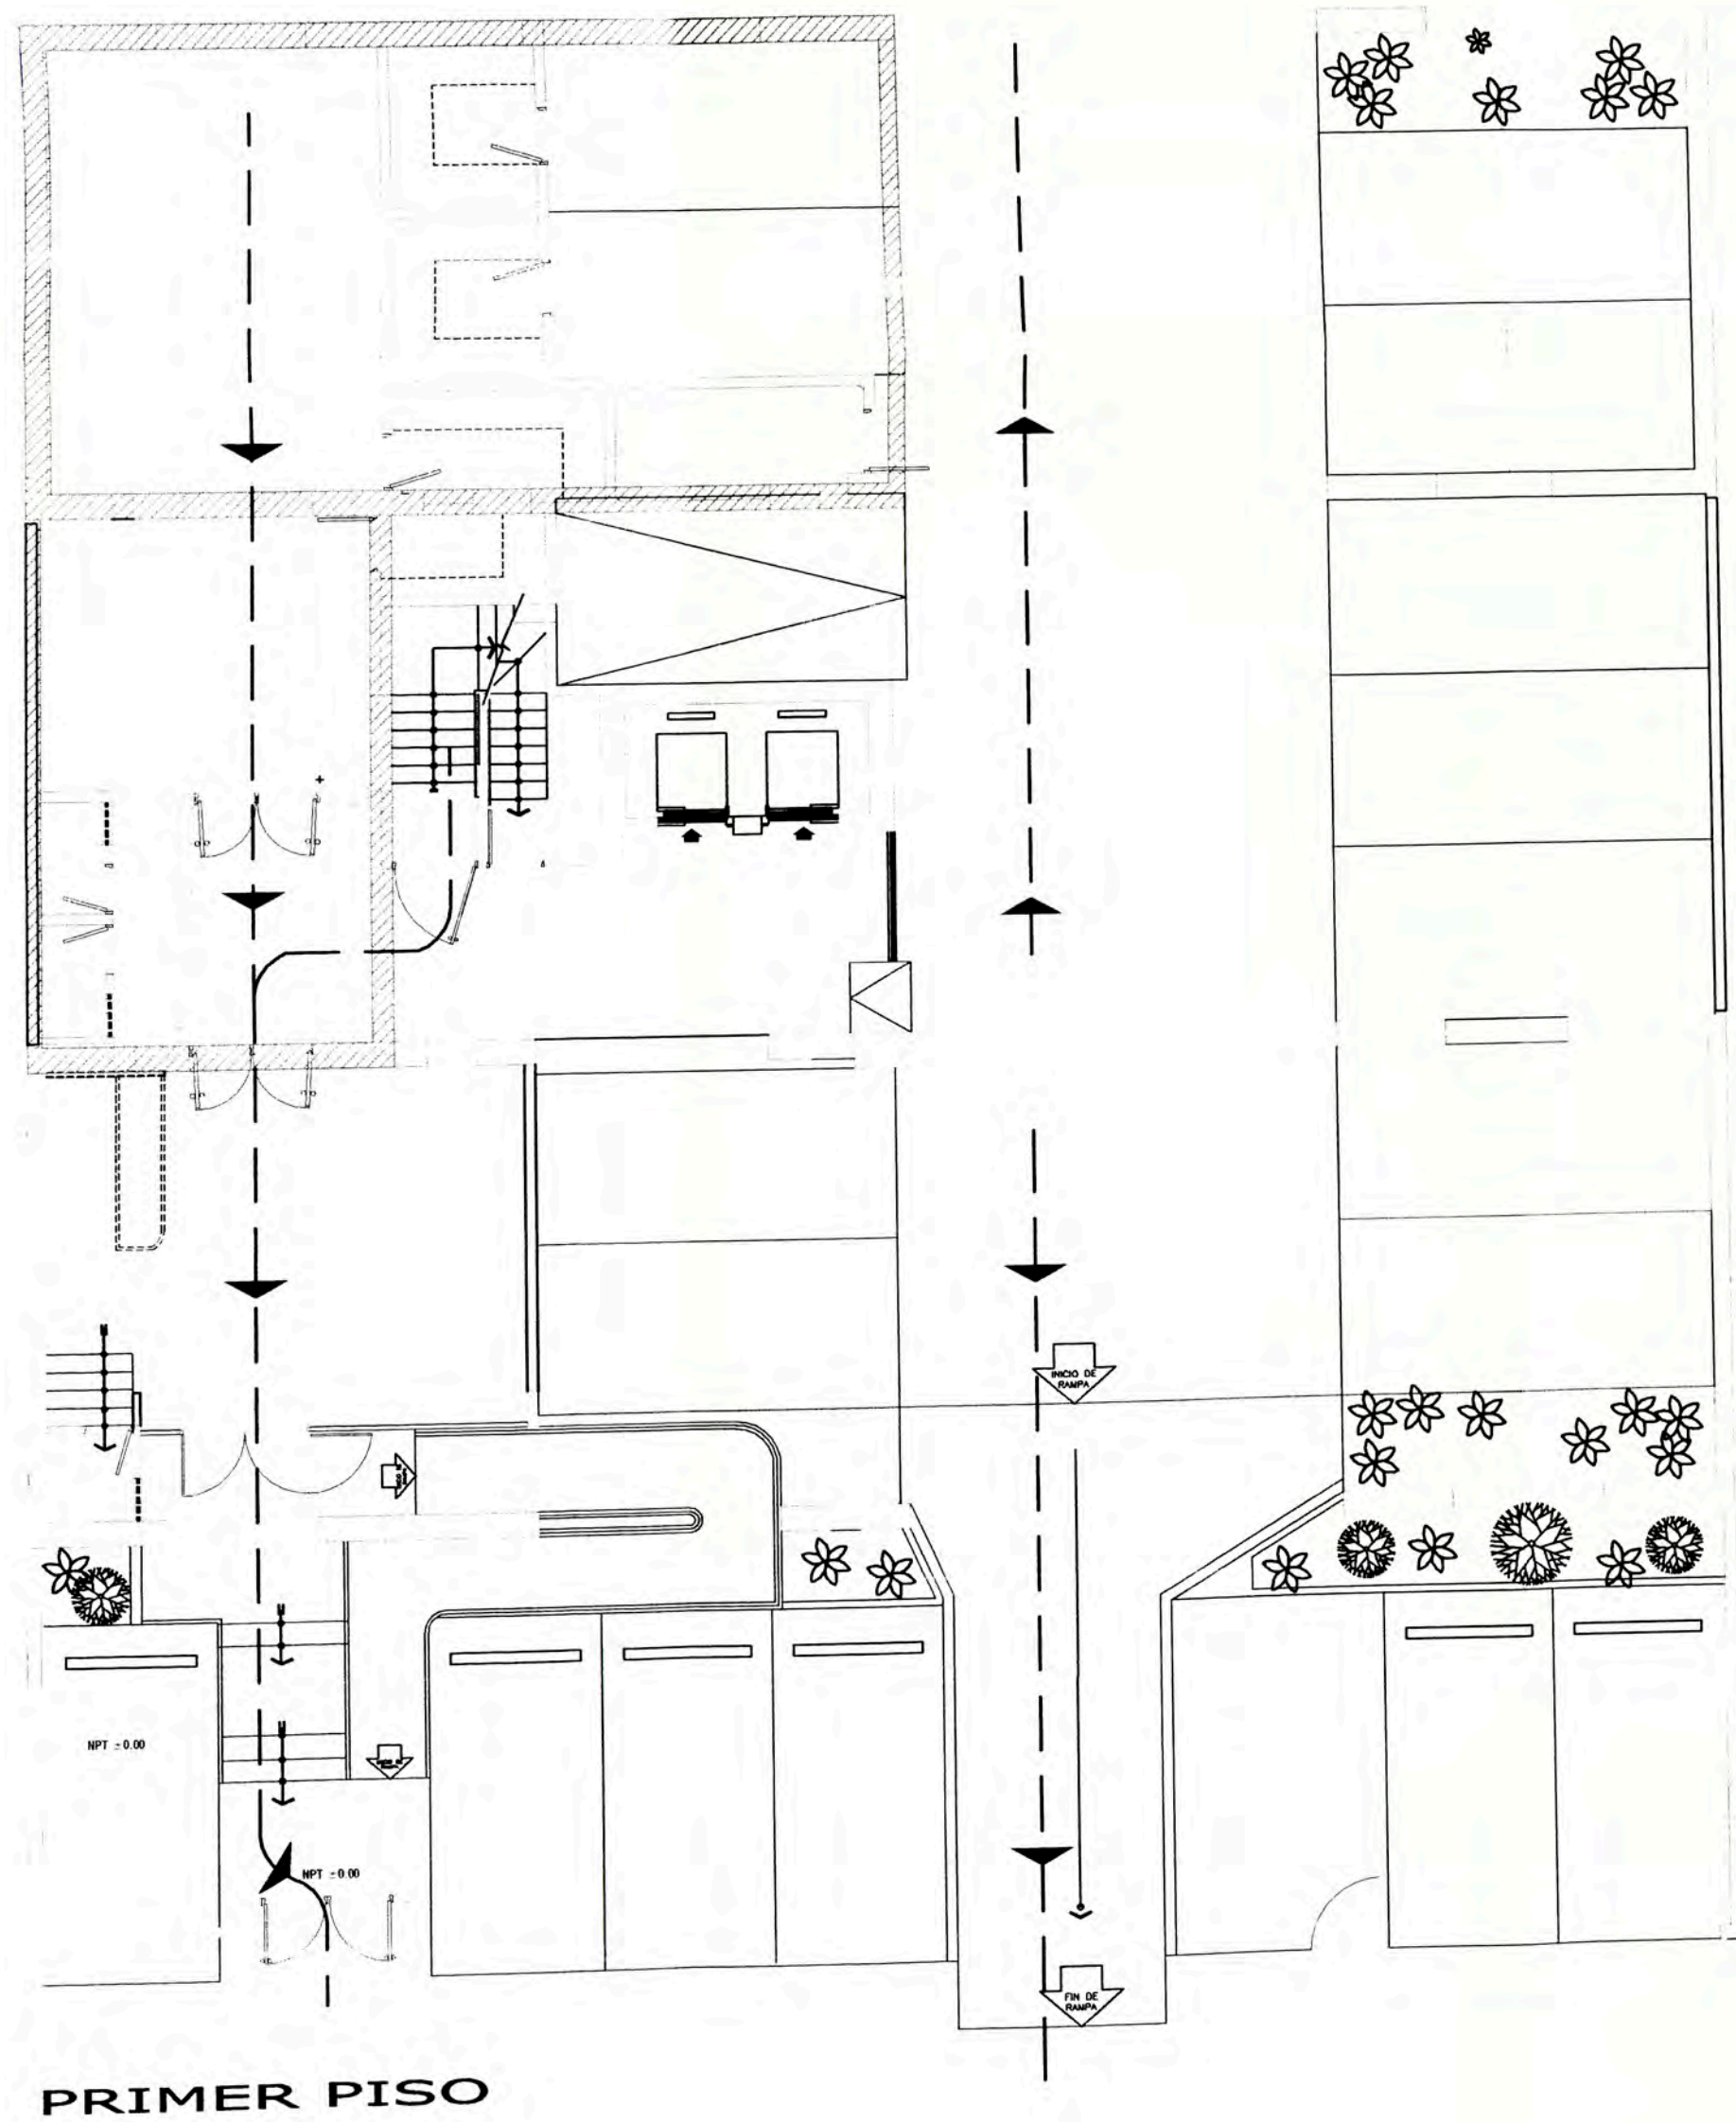 INICIO DE
RAMPA
NPT ±0.00
NPT ±0.00
FIN DE
RAMPA
PRIMER PISO